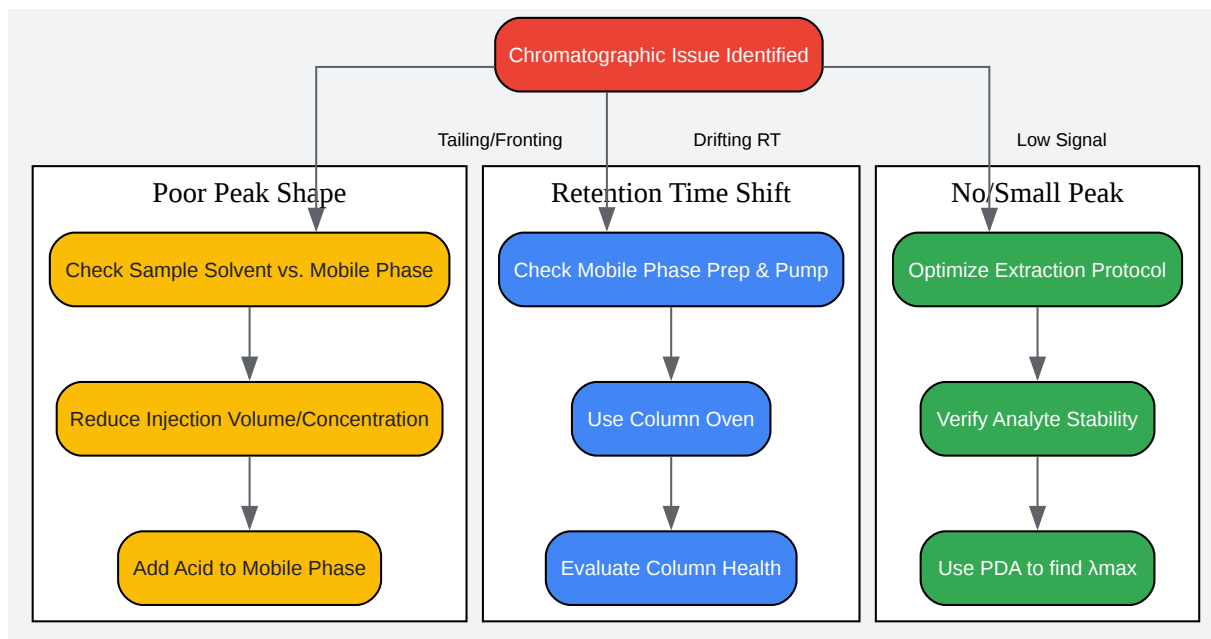 Chromatographic Issue Identified
Tailing/Fronting
Drifting RT
Low Signal
Poor Peak Shape
Check Sample Solvent vs. Mobile Phase
Reduce Injection Volume/Concentration
Add Acid to Mobile Phase
Retention Time Shift
Check Mobile Phase Prep & Pump
Use Column Oven
Evaluate Column Health
No/Small Peak
Optimize Extraction Protocol
Verify Analyte Stability
Use PDA to find λmax